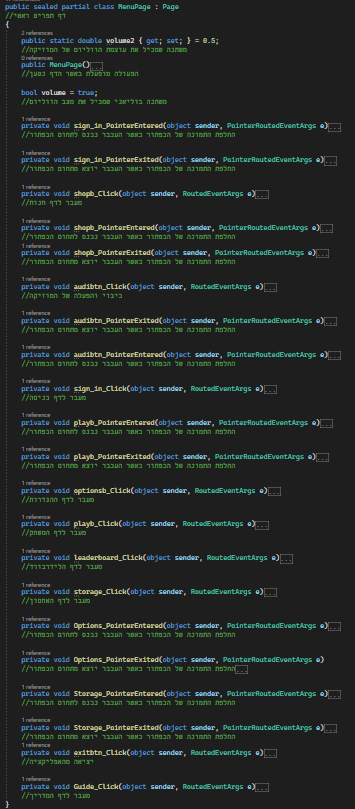 public sealed partial class MenuPage : Page
//דף תפריט ראשי
{
2 references
public static double volume2 { get; set; } = 0.5;
//משתנה שמכיל את עוצמת הווליום של המוזיקה
0 references
public MenuPage()...
//הפעולה מופעלת כאשר הדף נטען
bool volume = true;
//משתנה בוליאני שמכיל את מצב הווליום
1 reference
private void sign_in_PointerEntered(object sender, PointerRoutedEventArgs e)...
//החלפת התמונה של הכפתור כאשר העכבר נכנס לתחום הכפתור
1 reference
private void sign_in_PointerExited(object sender, PointerRoutedEventArgs e)...
//החלפת התמונה של הכפתור כאשר העכבר יוצא מתחום הכפתור
1 reference
private void shopb_Click(object sender, RoutedEventArgs e)...
//מעבר לדף חנות
1 reference
private void shopb_PointerEntered(object sender, PointerRoutedEventArgs e)...
//החלפת התמונה של הכפתור כאשר העכבר נכנס לתחום הכפתור
1 reference
private void shopb_PointerExited(object sender, PointerRoutedEventArgs e)...
//החלפת התמונה של הכפתור כאשר העכבר יוצא מתחום הכפתור
1 reference
private void audibtn_Click(object sender, RoutedEventArgs e)...
//כיבוי והפעלה של המוזיקה
1 reference
private void audibtn_PointerExited(object sender, PointerRoutedEventArgs e)...
//החלפת התמונה של הכפתור כאשר העכבר יוצא מתחום הכפתור
1 reference
private void audibtn_PointerEntered(object sender, PointerRoutedEventArgs e)...
//החלפת התמונה של הכפתור כאשר העכבר נכנס לתחום הכפתור
1 reference
private void sign_in_Click(object sender, RoutedEventArgs e)...
//מעבר לדף כניסה
1 reference
private void playb_PointerEntered(object sender, PointerRoutedEventArgs e)...
//החלפת התמונה של הכפתור כאשר העכבר נכנס לתחום הכפתור
1 reference
private void playb_PointerExited(object sender, PointerRoutedEventArgs e)...
//החלפת התמונה של הכפתור כאשר העכבר יוצא מתחום הכפתור
1 reference
private void optionsb_Click(object sender, RoutedEventArgs e)...
//מעבר לדף ההגדרות
1 reference
private void playb_Click(object sender, RoutedEventArgs e)...
//מעבר לדף המשחק
1 reference
private void leaderboard_Click(object sender, RoutedEventArgs e)...
//מעבר לדף הלידרבורד
1 reference
private void storage_Click(object sender, RoutedEventArgs e)...
//מעבר לדף האחסון
1 reference
private void Options_PointerEntered(object sender, PointerRoutedEventArgs e)...
//החלפת התמונה של הכפתור כאשר העכבר נכנס לתחום הכפתור
1 reference
private void Options_PointerExited(object sender, PointerRoutedEventArgs e)
//החלפת התמונה של הכפתור כאשר העכבר יוצא מתחום הכפתור...
1 reference
private void Storage_PointerEntered(object sender, PointerRoutedEventArgs e)...
//החלפת התמונה של הכפתור כאשר העכבר נכנס לתחום הכפתור
1 reference
private void Storage_PointerExited(object sender, PointerRoutedEventArgs e)...
//החלפת התמונה של הכפתור כאשר העכבר יוצא מתחום הכפתור
1 reference
private void exitbtn_Click(object sender, RoutedEventArgs e)...
//יציאה מהאפליקציה
1 reference
private void Guide_Click(object sender, RoutedEventArgs e)...
//מעבר לדף המדריך
}